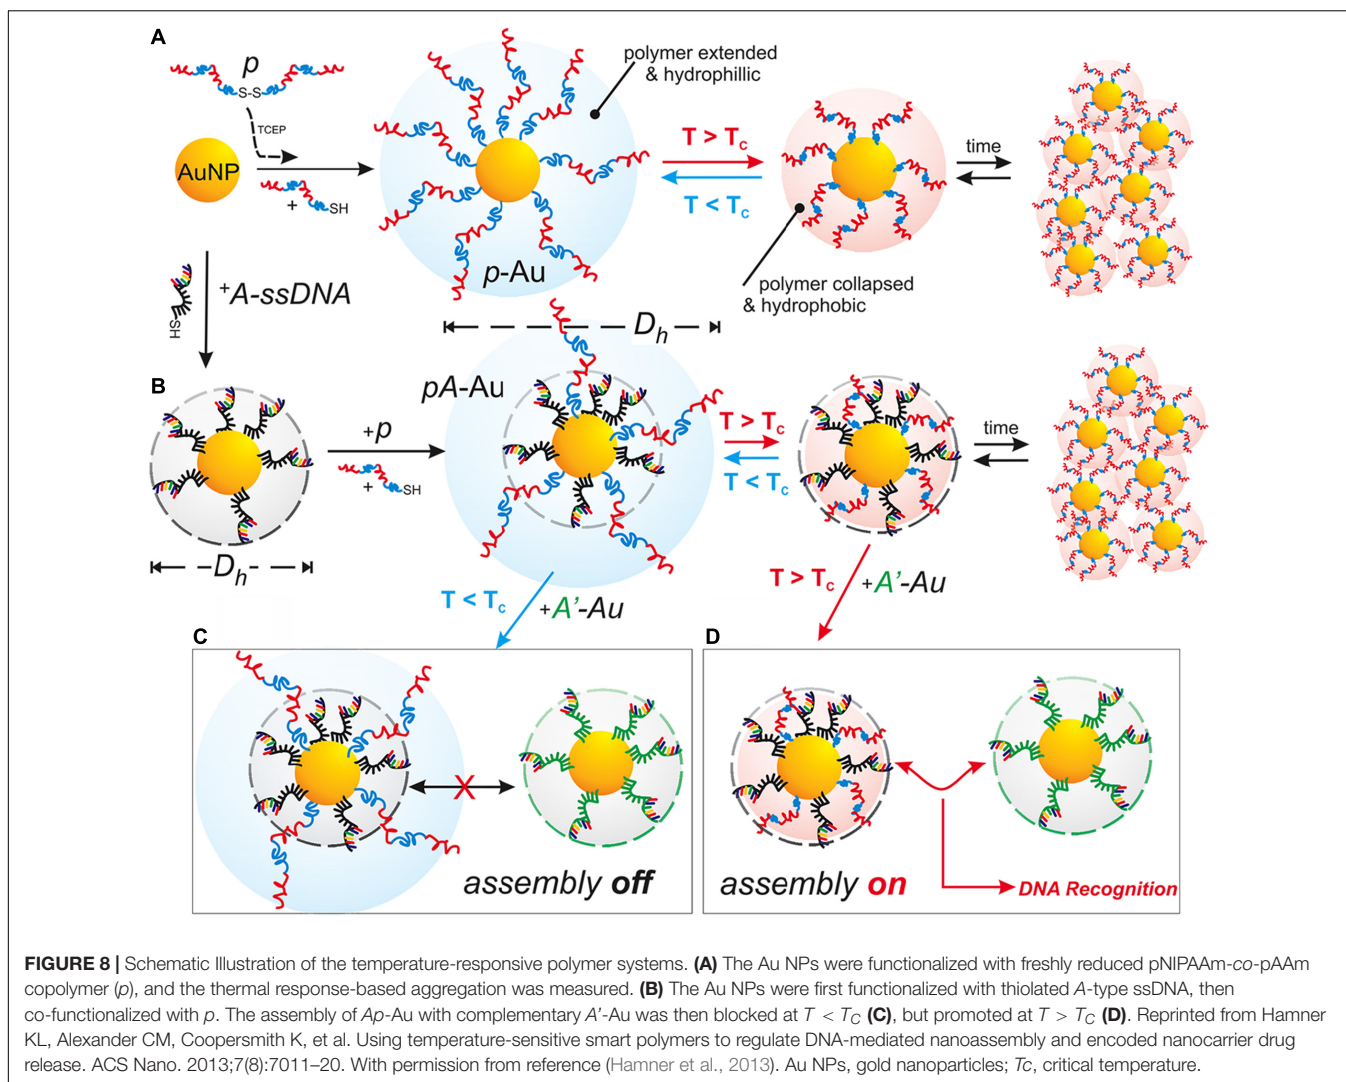 A
p
S-S
TCEP
AuNP
+
SH
polymer extended
& hydrophillic
T > Tc
T < Tc
time
p-Au
polymer collapsed
& hydrophobic
+A-ssDNA
SH
Dh
B
pA-Au
+p
+
SH
T > Tc
T < Tc
time
Dh
T < Tc
+A'-Au
T > Tc
+A'-Au
C
D
X
assembly off
assembly on
DNA Recognition
FIGURE 8 | Schematic Illustration of the temperature-responsive polymer systems. (A) The Au NPs were functionalized with freshly reduced pNIPAAm-co-pAAm
copolymer (p), and the thermal response-based aggregation was measured. (B) The Au NPs were first functionalized with thiolated A-type ssDNA, then
co-functionalized with p. The assembly of Ap-Au with complementary A'-Au was then blocked at T < TC (C), but promoted at T > TC (D). Reprinted from Hamner
KL, Alexander CM, Coopersmith K, et al. Using temperature-sensitive smart polymers to regulate DNA-mediated nanoassembly and encoded nanocarrier drug
release. ACS Nano. 2013;7(8):7011–20. With permission from reference (Hamner et al., 2013). Au NPs, gold nanoparticles; Tc, critical temperature.